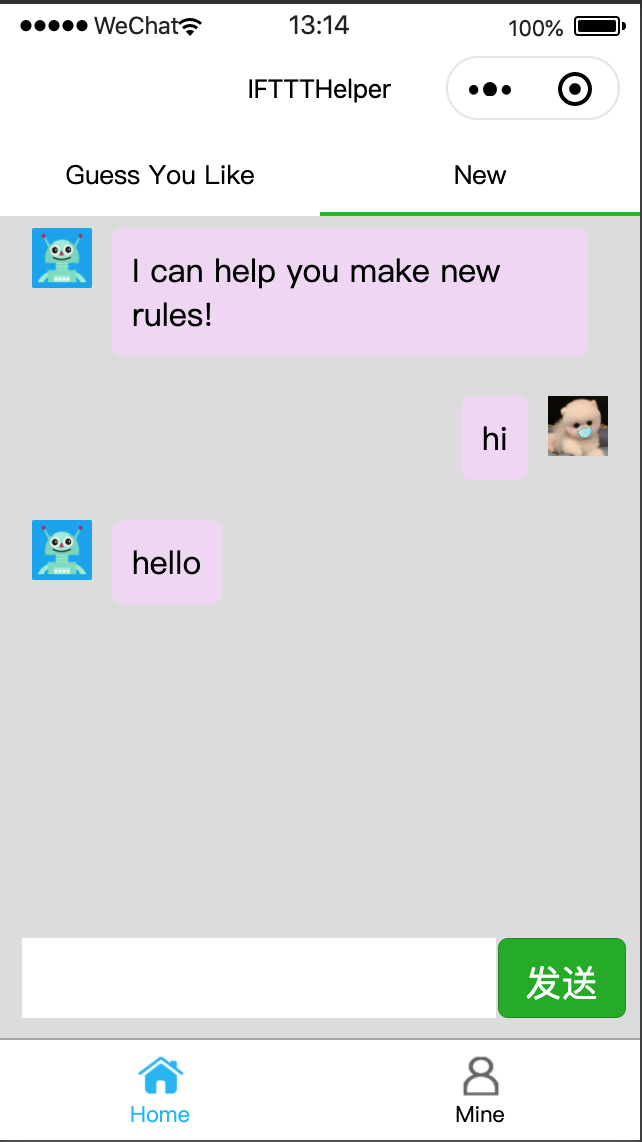 WeChat 13:14 100%
IFTTTHelper
Guess You Like New
I can help you make new
rules!
hi
hello
发送
Home Mine